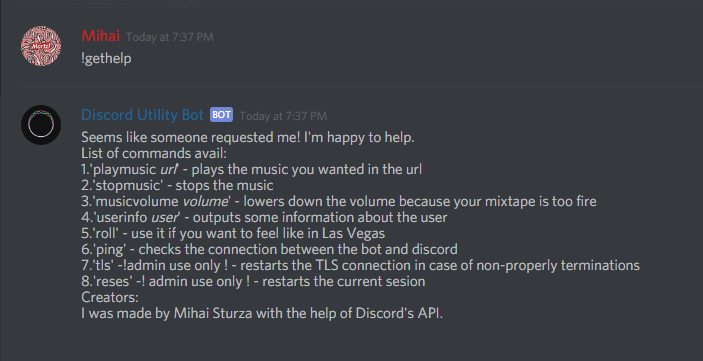 Mihai Today at 7:37 PM
!gethelp
Discord Utility Bot BOT Today at 7:37 PM
Seems like someone requested me! I'm happy to help.
List of commands avail:
1.'playmusic url' - plays the music you wanted in the url
2.'stopmusic' - stops the music
3.'musicvolume volume' - lowers down the volume because your mixtape is too fire
4.'userinfo user' - outputs some information about the user
5.'roll' - use it if you want to feel like in Las Vegas
6.'ping' - checks the connection between the bot and discord
7.'tls' -!admin use only ! - restarts the TLS connection in case of non-properly terminations
8.'reses' -! admin use only ! - restarts the current sesion
Creators:
I was made by Mihai Sturza with the help of Discord's API.